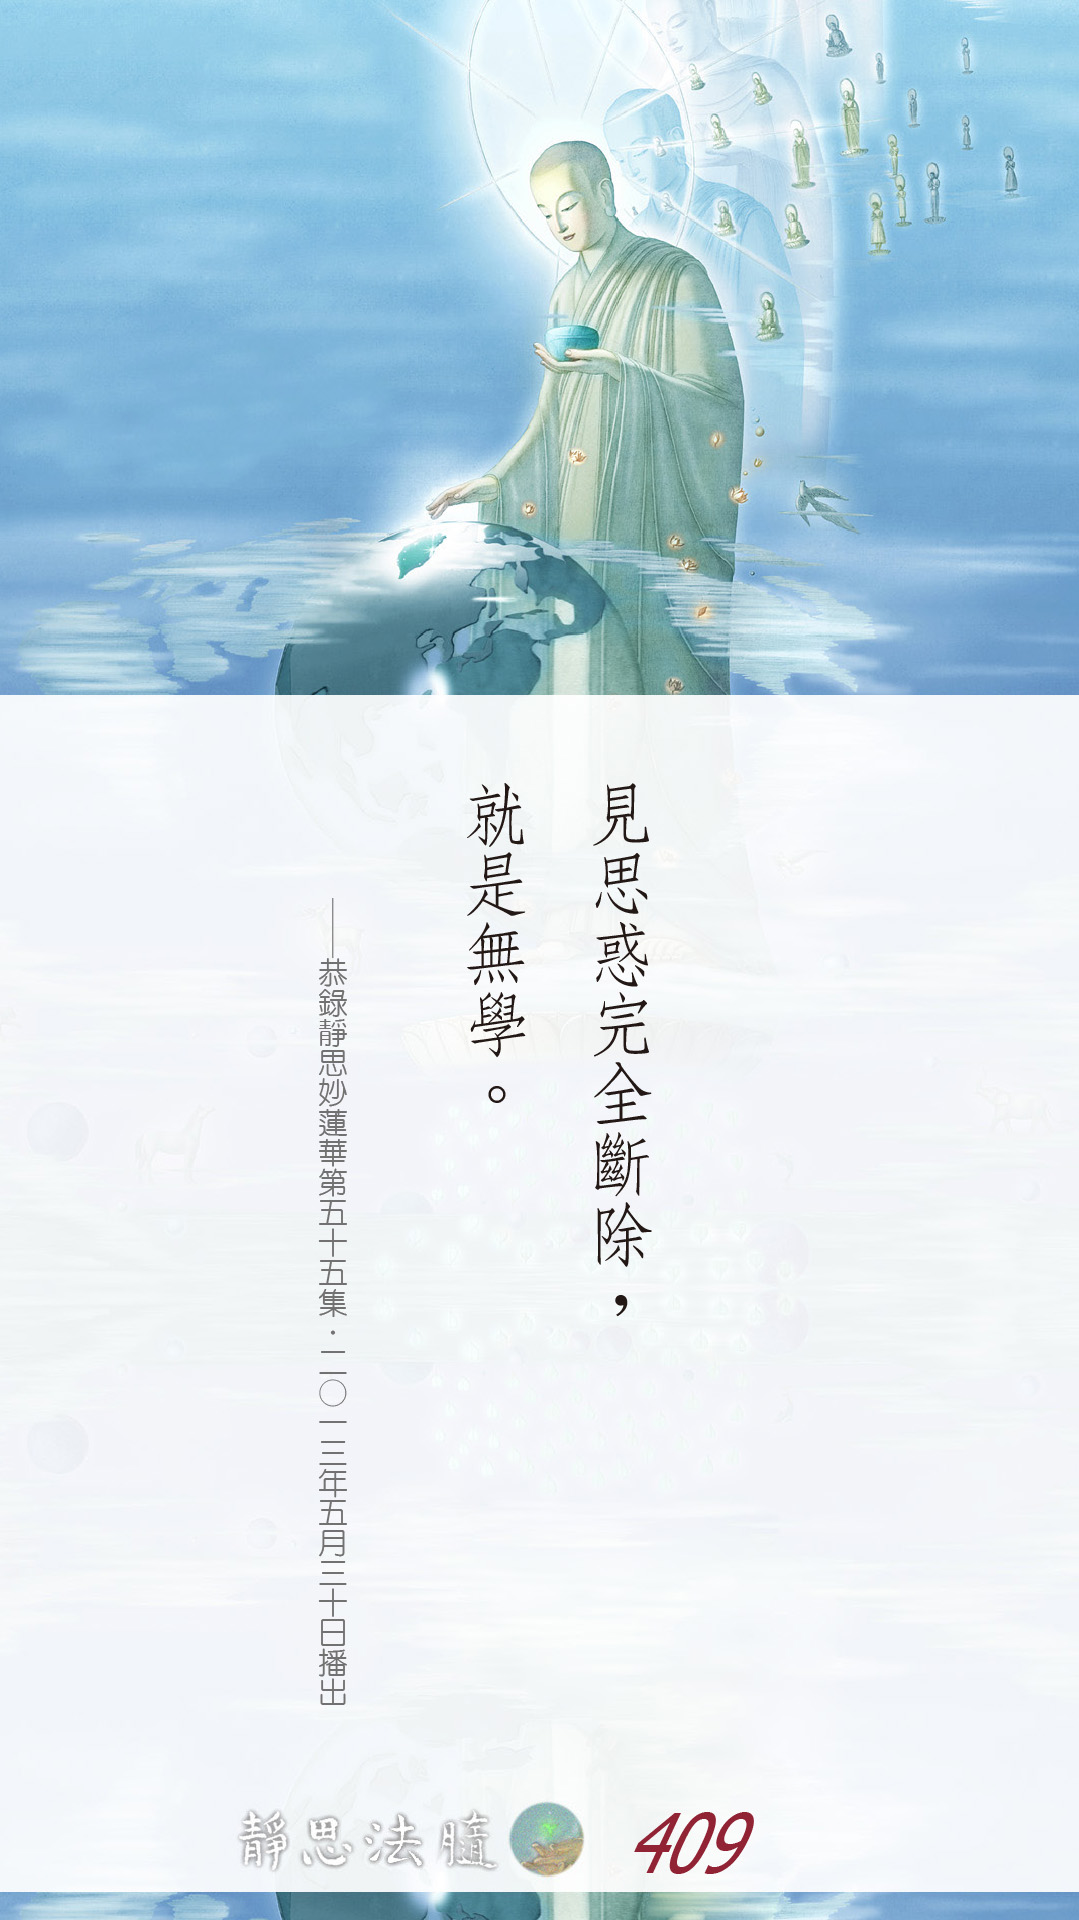 見思惑完全斷除，
就是無學。
——恭錄靜思妙蓮華第五十五集．二〇一三年五月三十日播出
靜思法髓
409